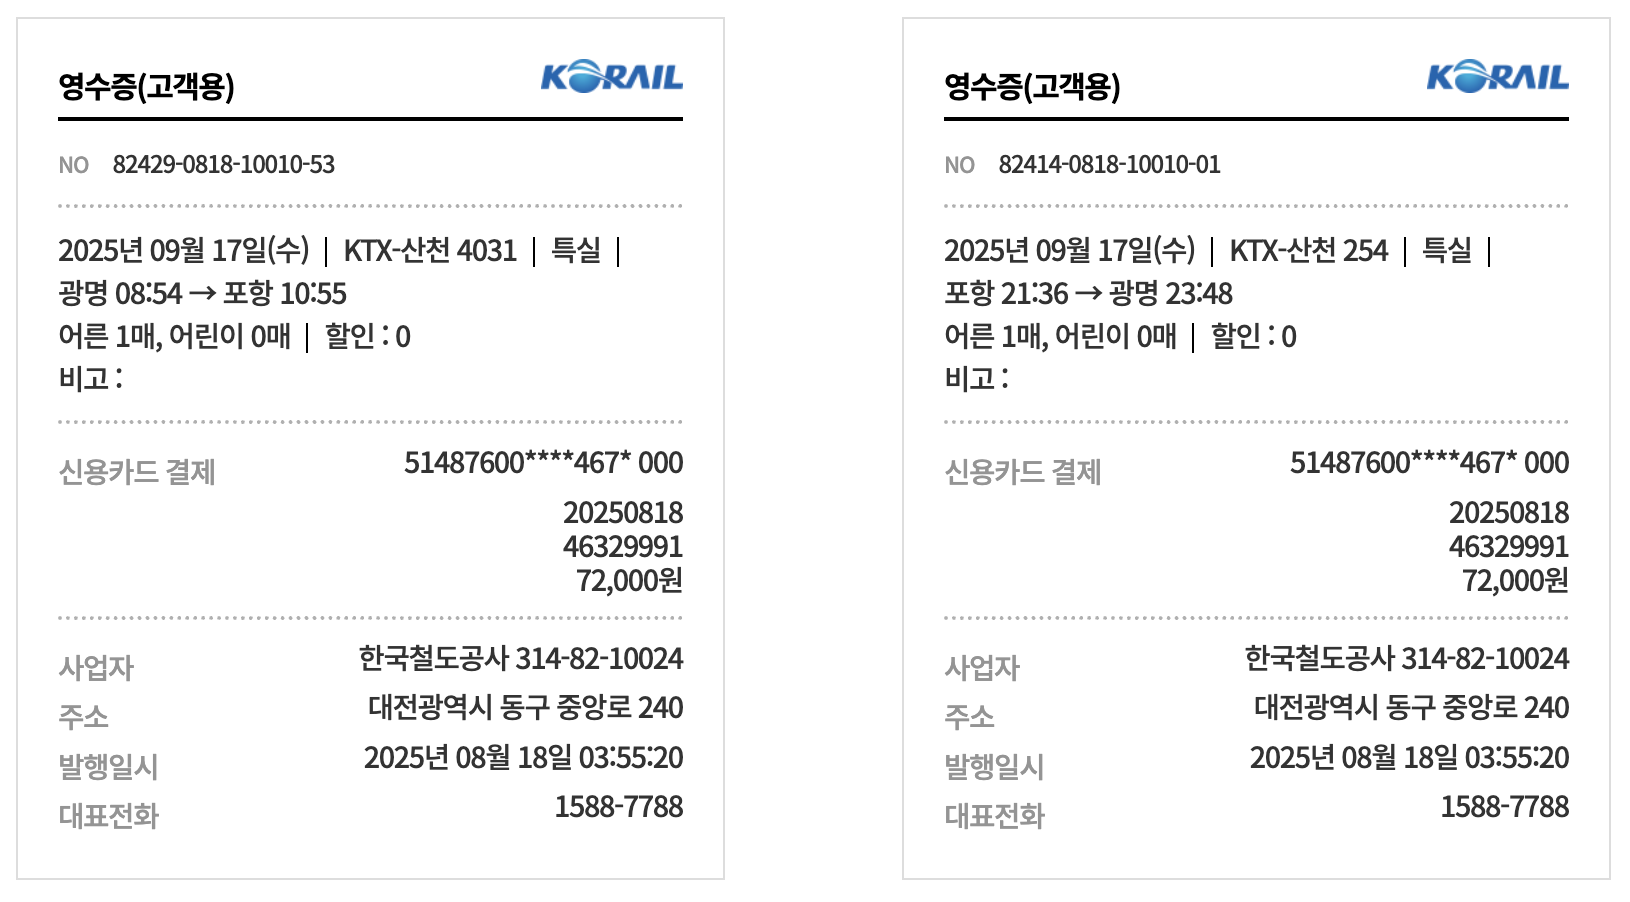 영수증(고객용)
KORAIL
NO 82429-0818-10010-53
2025년 09월 17일(수) | KTX-산천 4031 | 특실 |
광명 08:54 → 포항 10:55
어른 1매, 어린이 0매 | 할인 : 0
비고 :
신용카드 결제 51487600****467* 000
20250818
46329991
72,000원
사업자 한국철도공사 314-82-10024
주소 대전광역시 동구 중앙로 240
발행일시 2025년 08월 18일 03:55:20
대표전화 1588-7788
영수증(고객용)
KORAIL
NO 82414-0818-10010-01
2025년 09월 17일(수) | KTX-산천 254 | 특실 |
포항 21:36 → 광명 23:48
어른 1매, 어린이 0매 | 할인 : 0
비고 :
신용카드 결제 51487600****467* 000
20250818
46329991
72,000원
사업자 한국철도공사 314-82-10024
주소 대전광역시 동구 중앙로 240
발행일시 2025년 08월 18일 03:55:20
대표전화 1588-7788